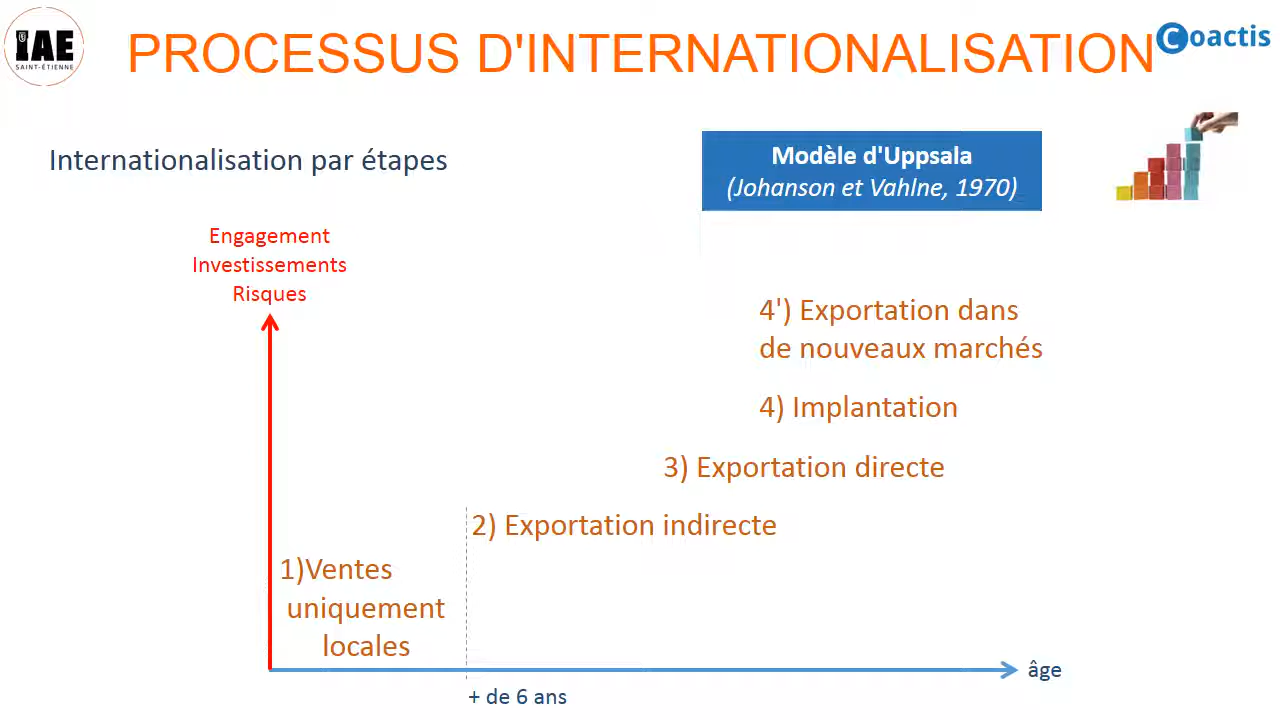 IAE
SAINT-ÉTIENNE
PROCESSUS D'INTERNATIONALISATION
Coactis
Internationalisation par étapes
Modèle d'Uppsala
(Johanson et Vahlne, 1970)
Engagement
Investissements
Risques
4') Exportation dans
de nouveaux marchés
4) Implantation
3) Exportation directe
2) Exportation indirecte
1)Ventes
uniquement
locales
âge
+ de 6 ans